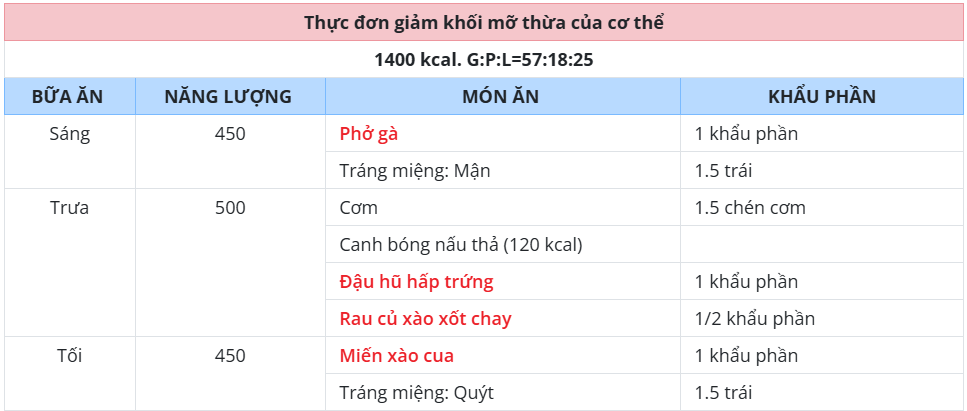 Thực đơn giảm khối mỡ thừa của cơ thể
1400 kcal. G:P:L=57:18:25
BỮA ĂN NĂNG LƯỢNG MÓN ĂN KHẨU PHẦN
Sáng 450 Phở gà 1 khẩu phần
Tráng miệng: Mận 1.5 trái
Trưa 500 Cơm 1.5 chén cơm
Canh bóng nấu thả (120 kcal)
Đậu hũ hấp trứng 1 khẩu phần
Rau củ xào xốt chay 1/2 khẩu phần
Tối 450 Miến xào cua 1 khẩu phần
Tráng miệng: Quýt 1.5 trái